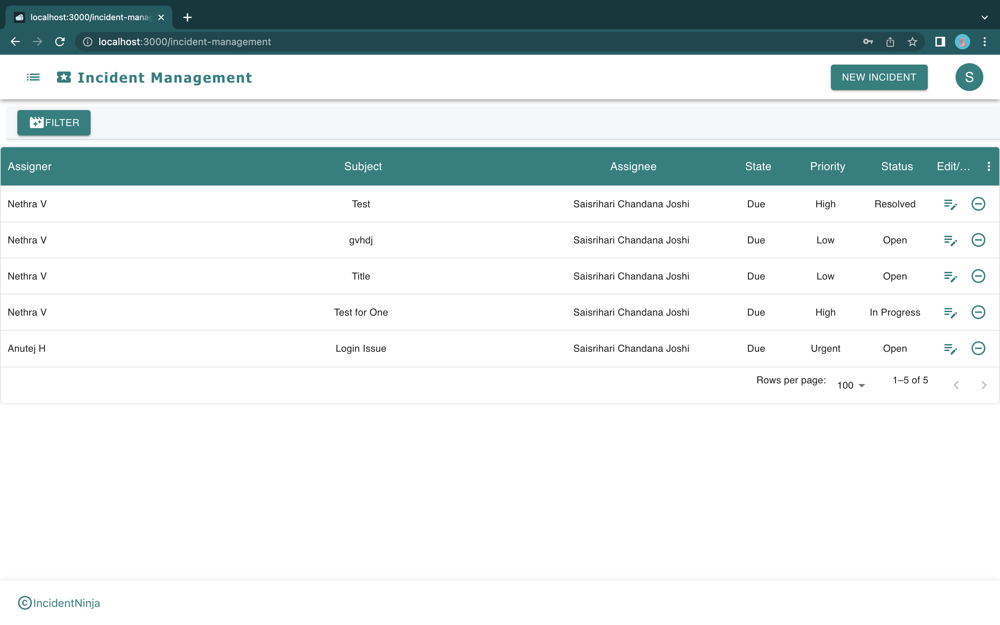 localhost:3000/incident-manag
localhost:3000/incident-management
Incident Management
NEW INCIDENT
S
FILTER
Assigner Subject Assignee State Priority Status Edit/...
Nethra V Test Saisrihari Chandana Joshi Due High Resolved
Nethra V gvhdj Saisrihari Chandana Joshi Due Low Open
Nethra V Title Saisrihari Chandana Joshi Due Low Open
Nethra V Test for One Saisrihari Chandana Joshi Due High In Progress
Anutej H Login Issue Saisrihari Chandana Joshi Due Urgent Open
Rows per page: 100 1–5 of 5
©IncidentNinja